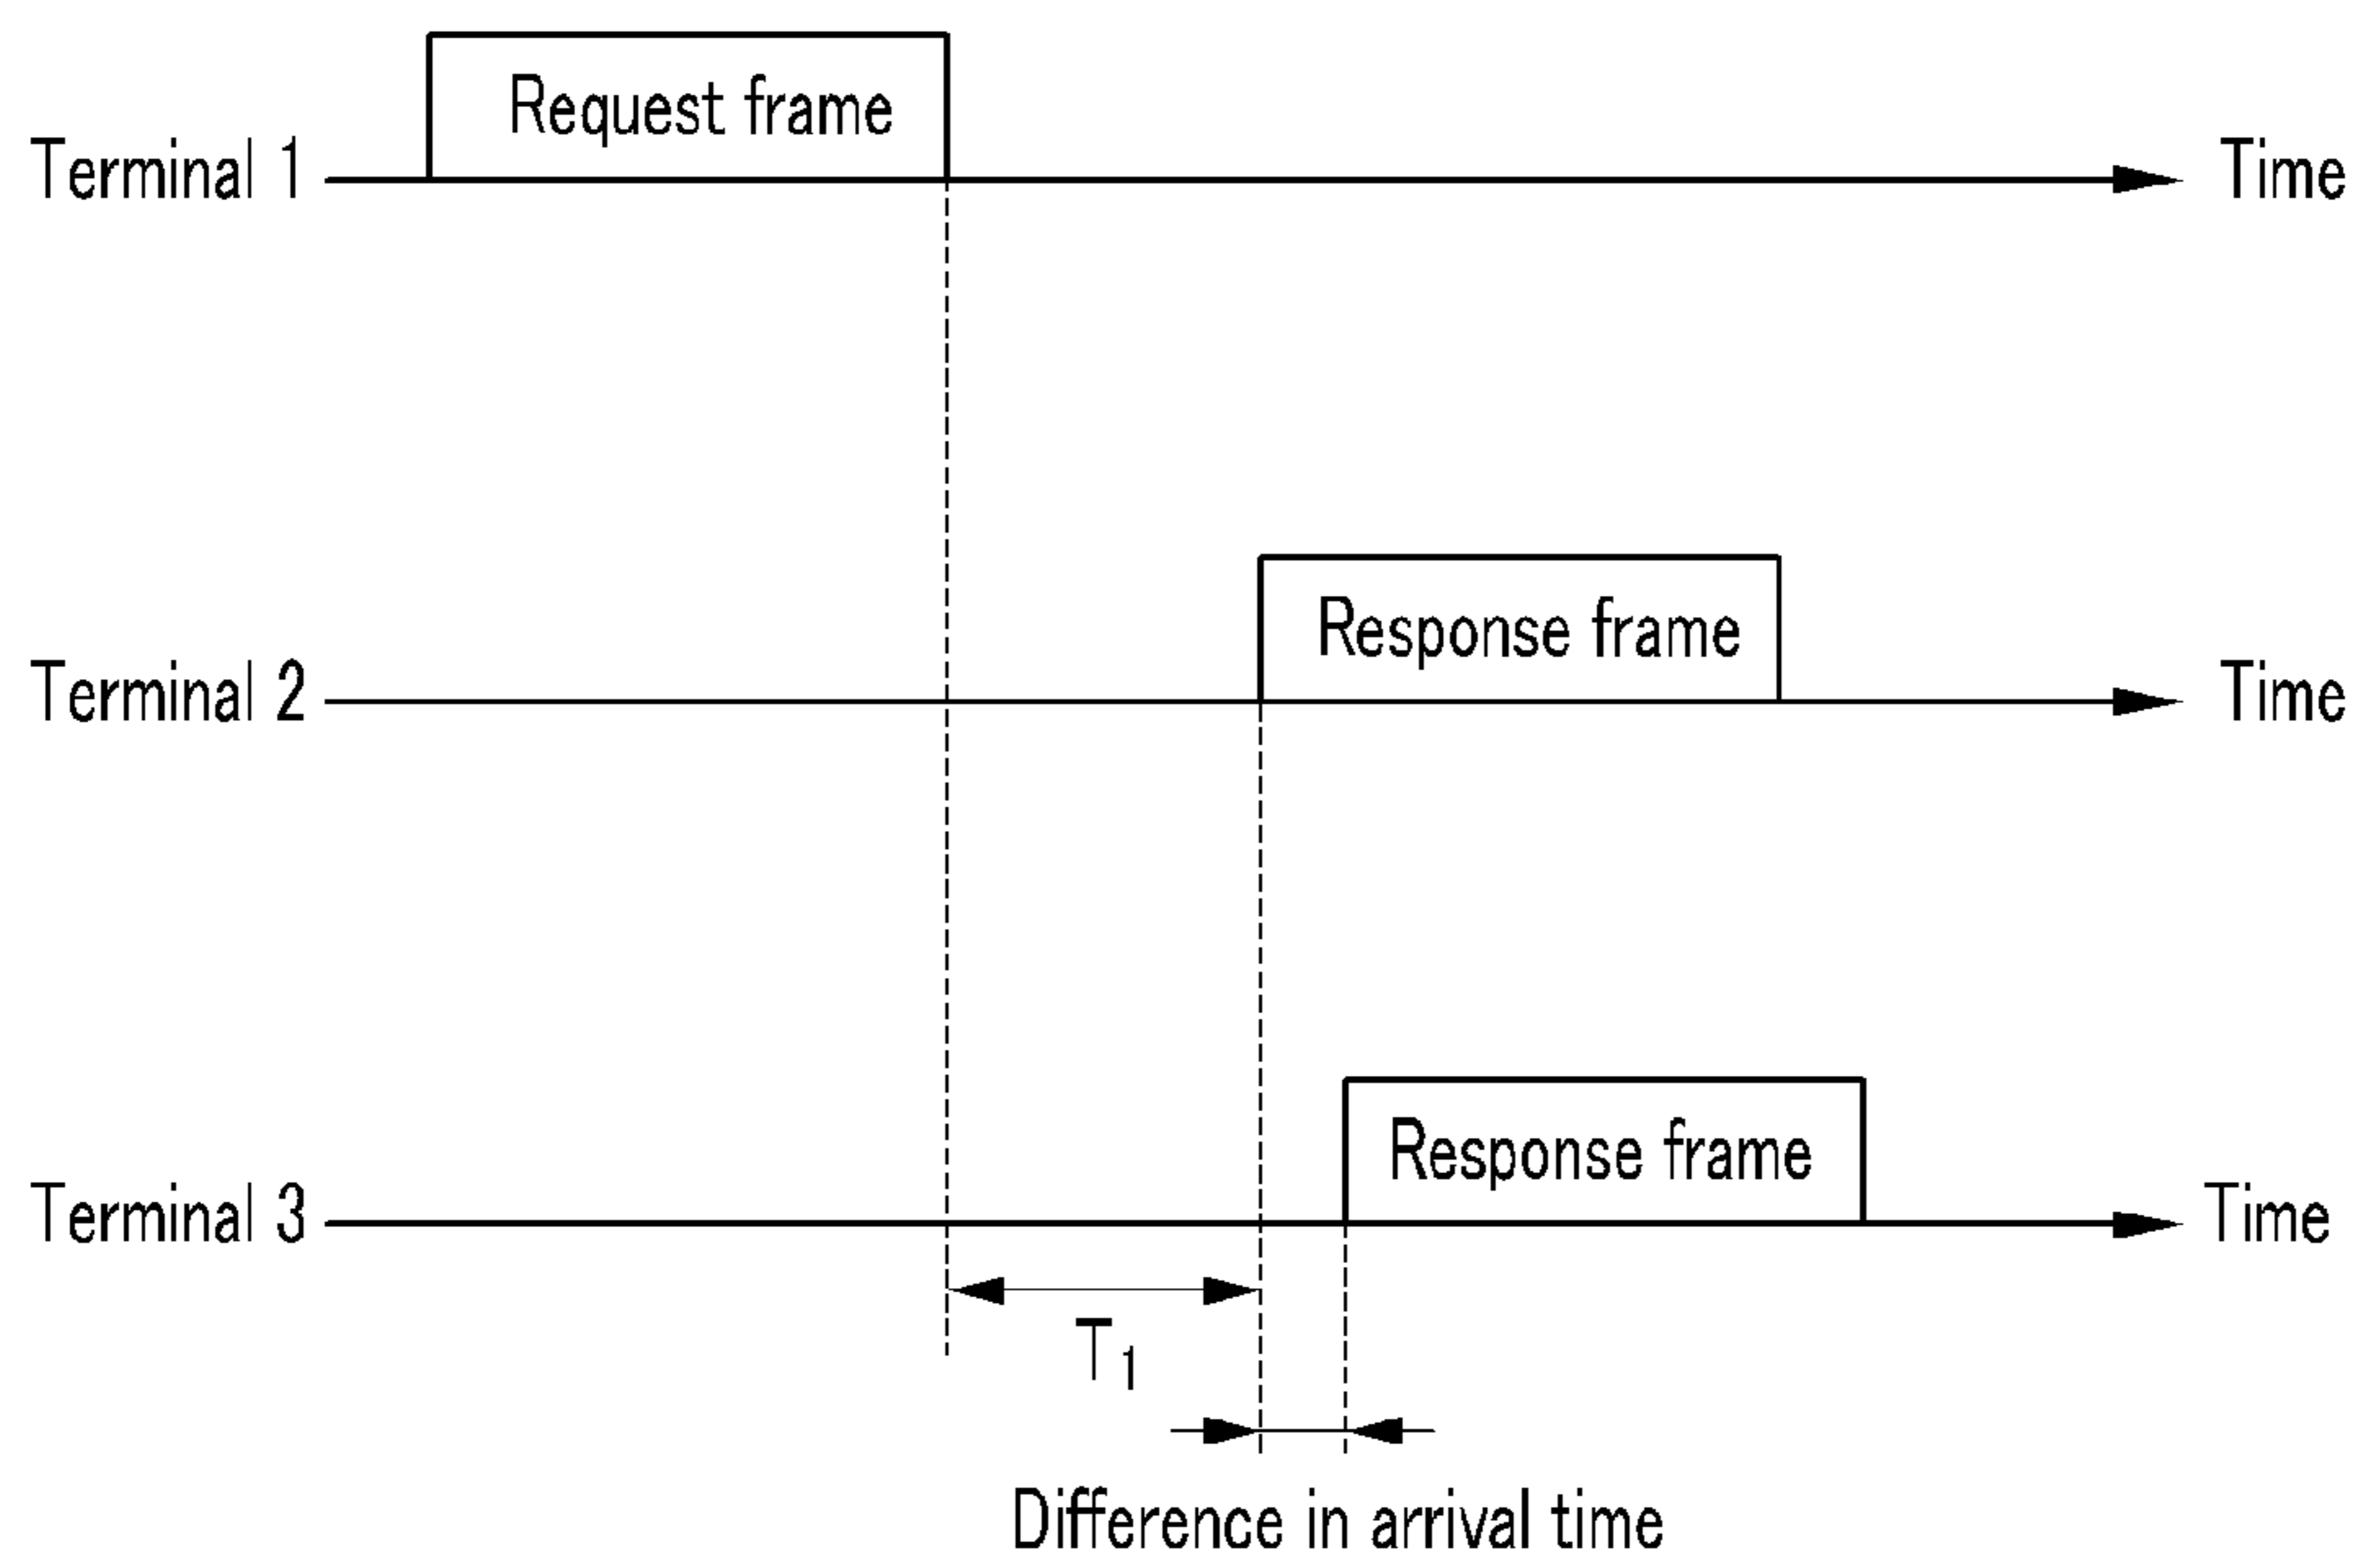 Request frame
Terminal 1
Time
Response frame
Terminal 2
Time
Response frame
Terminal 3
Time
T1
Difference in arrival time